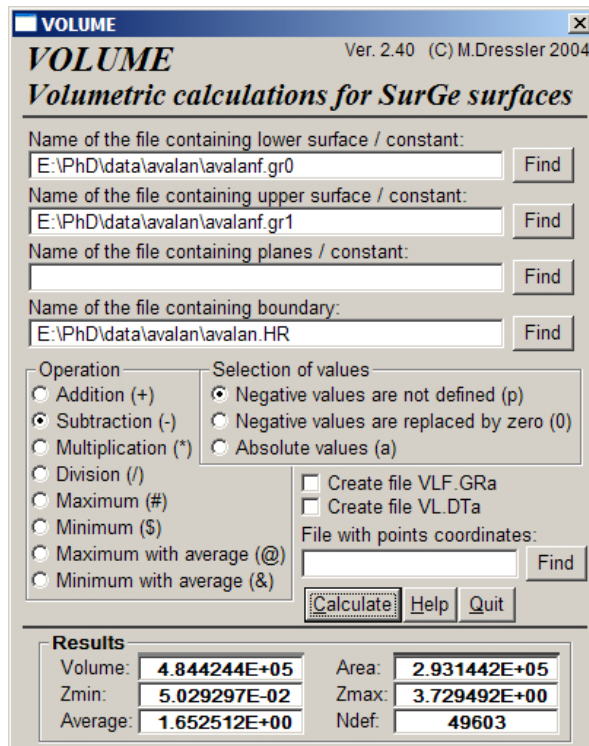 VOLUME
VOLUME Ver. 2.40 (C) M.Dressler 2004
Volumetric calculations for SurGe surfaces
Name of the file containing lower surface / constant:
E:\PhD\data\avalan\avalanf.gr0 Find
Name of the file containing upper surface / constant:
E:\PhD\data\avalan\avalanf.gr1 Find
Name of the file containing planes / constant:
Find
Name of the file containing boundary:
E:\PhD\data\avalan\avalan.HR Find
Operation Selection of values
Addition (+) Negative values are not defined (p)
Subtraction (-) Negative values are replaced by zero (0)
Multiplication (*) Absolute values (a)
Division (/) Create file VLF.GRa
Maximum (#) Create file VL.DTa
Minimum ($) File with points coordinates:
Maximum with average (@) Find
Minimum with average (&)
Calculate Help Quit
Results
Volume: 4.844244E+05 Area: 2.931442E+05
Zmin: 5.029297E-02 Zmax: 3.729492E+00
Average: 1.652512E+00 Ndef: 49603